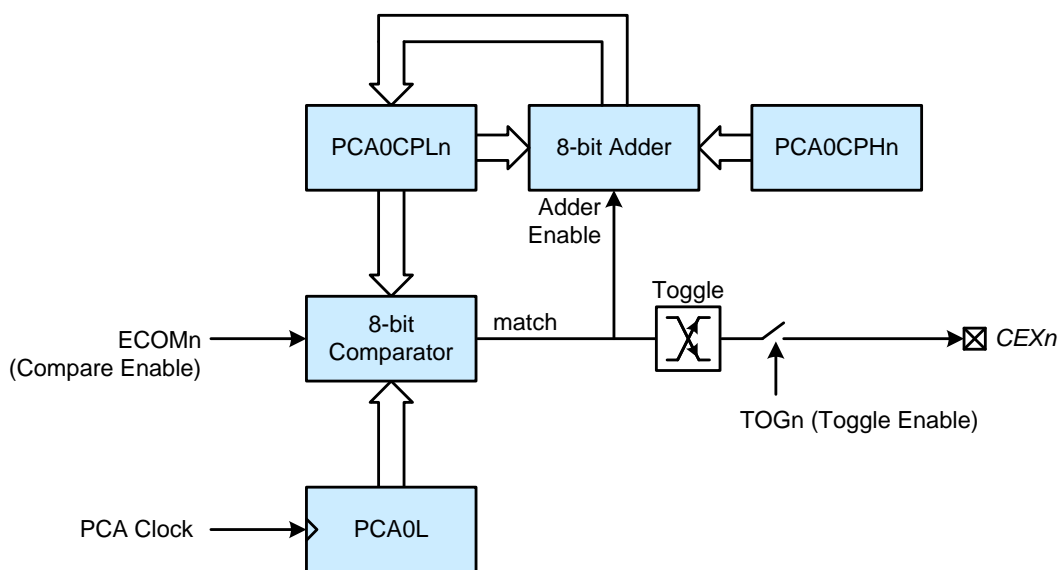 PCA0CPLn
8-bit Adder
PCA0CPHn
Adder
Enable
Toggle
ECOMn
(Compare Enable)
8-bit
Comparator
match
CEXn
TOGn (Toggle Enable)
PCA Clock
PCA0L